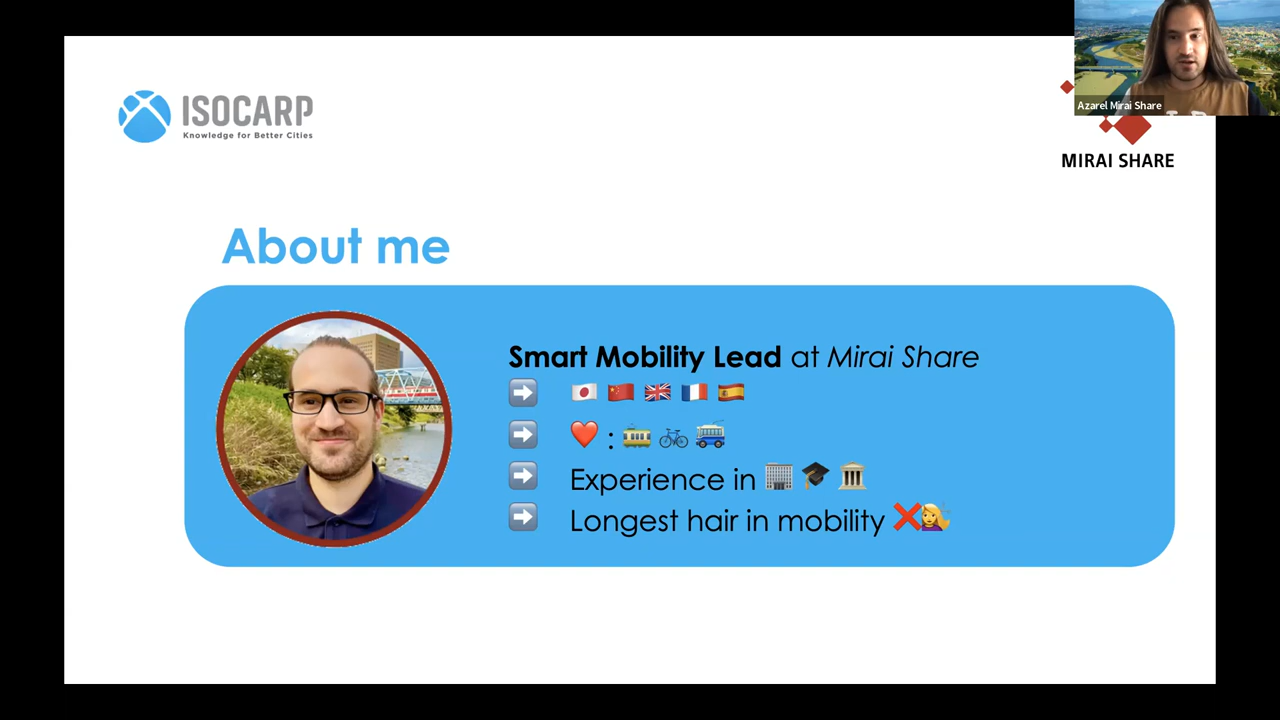 Azarel Mirai Share
ISOCARP
Knowledge for Better Cities
MIRAI SHARE
About me
Smart Mobility Lead at Mirai Share
➡️ 🇯🇵 🇨🇳 🇬🇧 🇫🇷 🇪🇸
➡️ ❤️ : 🚋 🚲 🚎
➡️ Experience in 🏢 🎓 🏛️
➡️ Longest hair in mobility ❌💇‍♀️